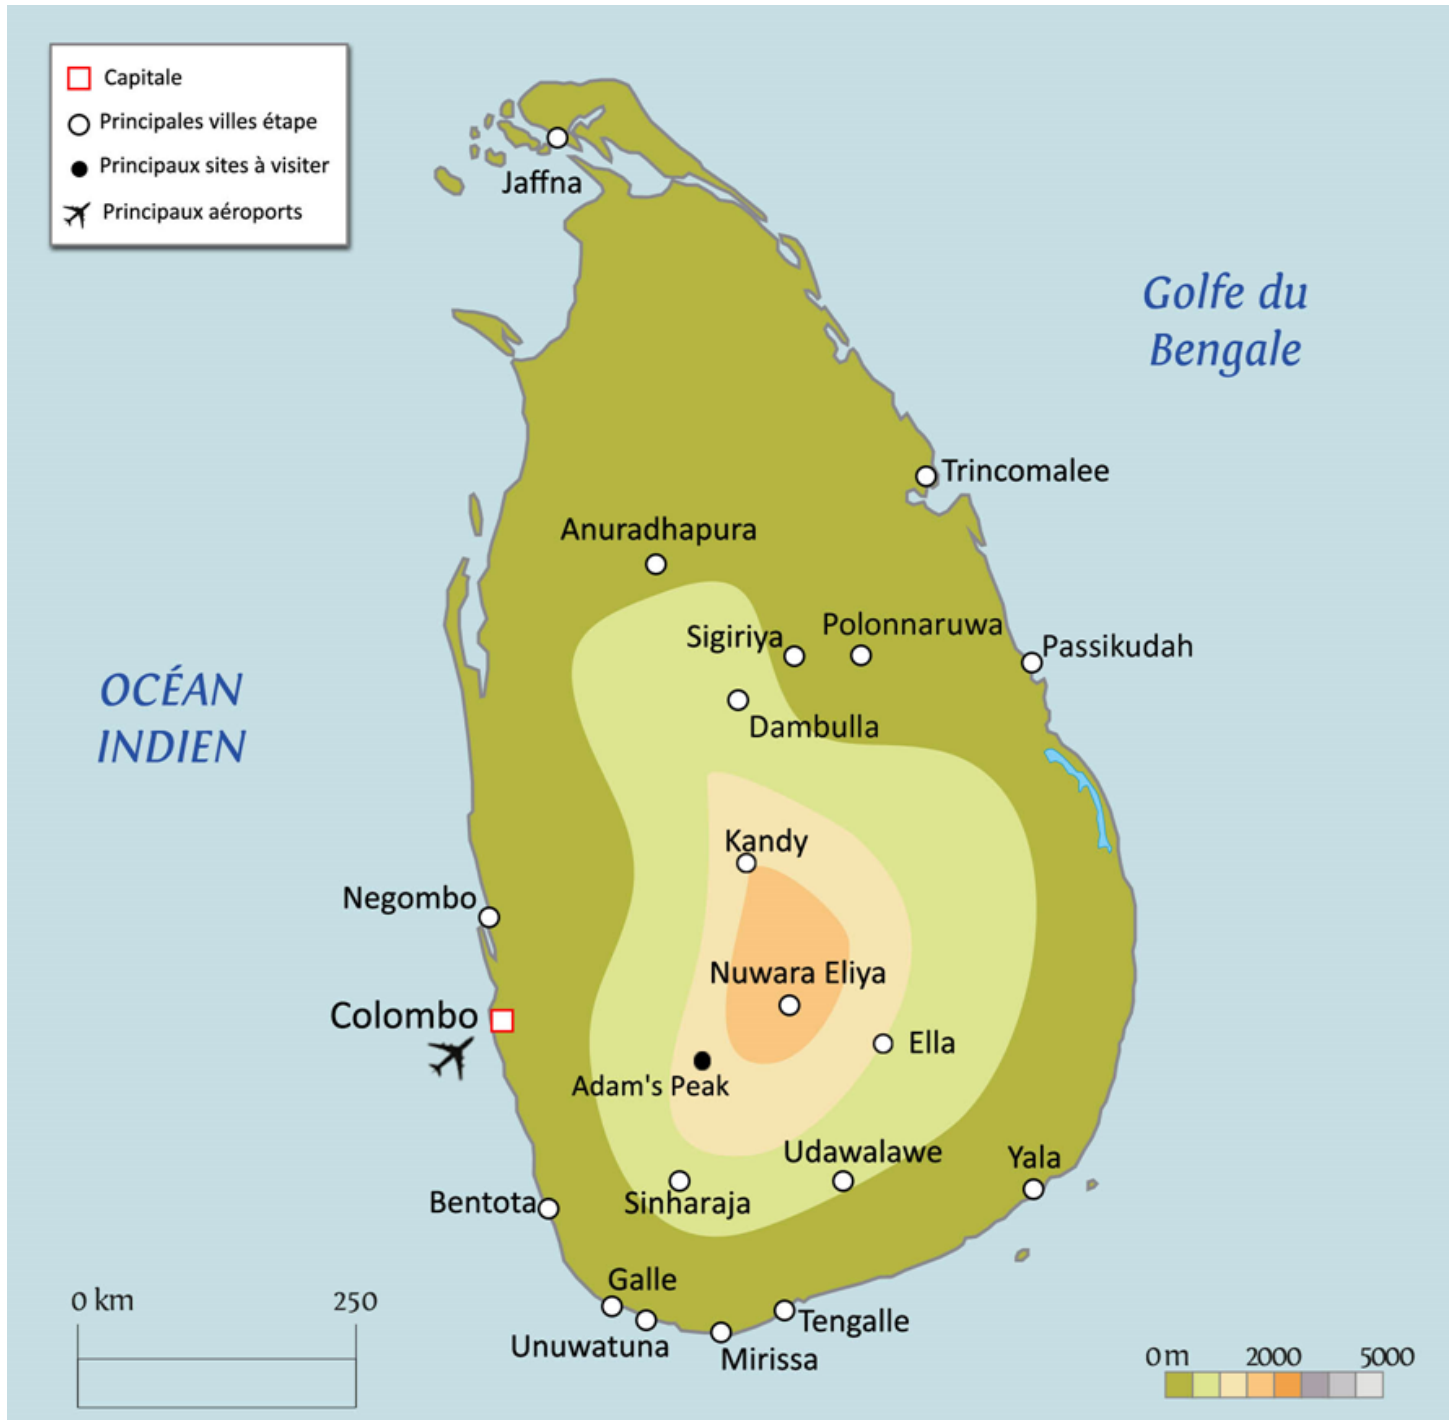 Capitale
Principales villes étape
Principaux sites à visiter
Principaux aéroports
Jaffna
Golfe du
Bengale
Trincomalee
Anuradhapura
Sigiriya
Polonnaruwa
Passikudah
OCÉAN
INDIEN
Dambulla
Kandy
Negombo
Nuwara Eliya
Colombo
Ella
Adam's Peak
Udawalawe
Yala
Bentota
Sinharaja
Galle
0 km 250
Tengalle
Unuwatuna
Mirissa
0 m 2000 5000